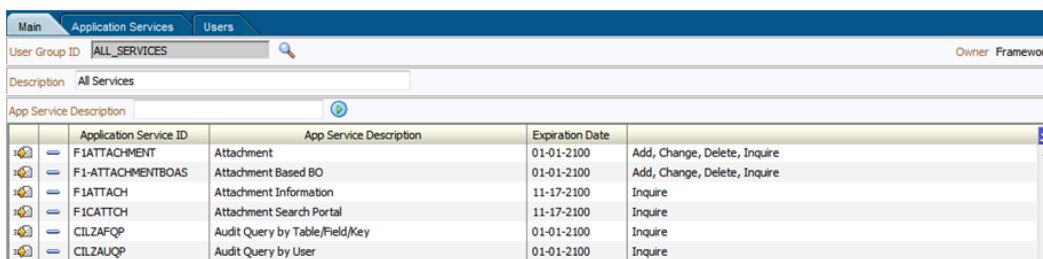 Main Application Services Users
User Group ID ALL_SERVICES Owner Framewor
Description All Services
App Service Description
Application Service ID App Service Description Expiration Date
F1ATTACHMENT Attachment 01-01-2100 Add, Change, Delete, Inquire
F1-ATTACHMENTBOAS Attachment Based BO 01-01-2100 Add, Change, Delete, Inquire
F1ATTACH Attachment Information 11-17-2100 Inquire
F1CATTCH Attachment Search Portal 11-17-2100 Inquire
CILZAFQP Audit Query by Table/Field/Key 01-01-2100 Inquire
CILZAUQP Audit Query by User 01-01-2100 Inquire